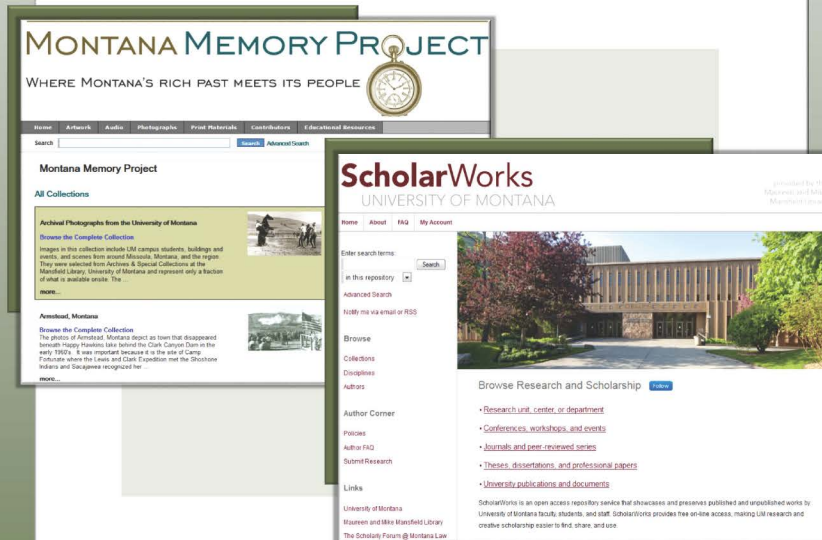 MONTANA MEMORY PROJECT
WHERE MONTANA'S RICH PAST MEETS ITS PEOPLE
Home Artwork Audio Photographs Print Materials Contributors Educational Resources
Search Search Advanced Search
Montana Memory Project
All Collections
Archival Photographs from the University of Montana
Browse the Complete Collection
Images in this collection include UM campus students, buildings and
events, and scenes from around Missoula, Montana, and the region.
They were selected from Archives & Special Collections at the
Mansfield Library, University of Montana and represent only a fraction
of what is available onsite. The ...
more...
Armstead, Montana
Browse the Complete Collection
The photos of Armstead, Montana depict as town that disappeared
beneath Happy Hawkins lake behind the Clark Canyon Dam in the
early 1960's. It was important because it is the site of Camp
Fortunate where the Lewis and Clark Expedition met the Shoshone
Indians and Sacajawea recognized her ...
more...
ScholarWorks
UNIVERSITY OF MONTANA
provided by th
Maureen and Mi
Mansfield Libra
Home About FAQ My Account
Enter search terms:
Search
in this repository
Advanced Search
Notify me via email or RSS
Browse
Collections
Disciplines
Authors
Author Corner
Policies
Author FAQ
Submit Research
Links
University of Montana
Maureen and Mike Mansfield Library
The Scholarly Forum @ Montana Law
Browse Research and Scholarship Follow
• Research unit, center, or department
• Conferences, workshops, and events
• Journals and peer-reviewed series
• Theses, dissertations, and professional papers
• University publications and documents
ScholarWorks is an open access repository service that showcases and preserves published and unpublished works by
University of Montana faculty, students, and staff. ScholarWorks provides free on-line access, making UM research and
creative scholarship easier to find, share, and use.